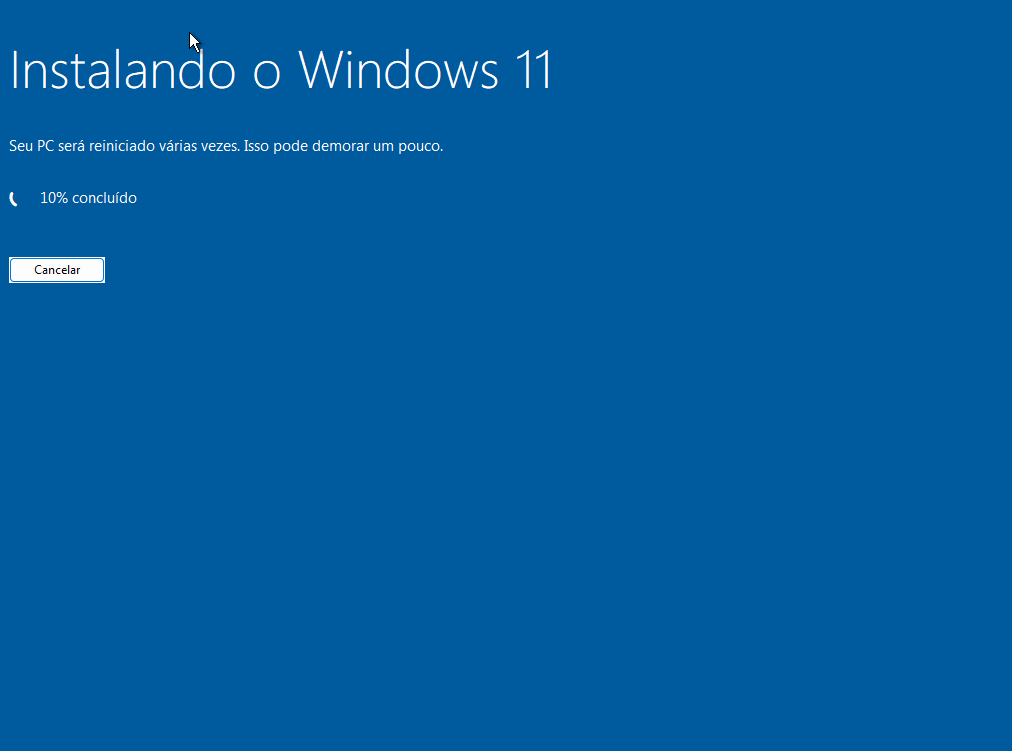 Instalando o Windows 11
Seu PC será reiniciado várias vezes. Isso pode demorar um pouco.
10% concluído
Cancelar